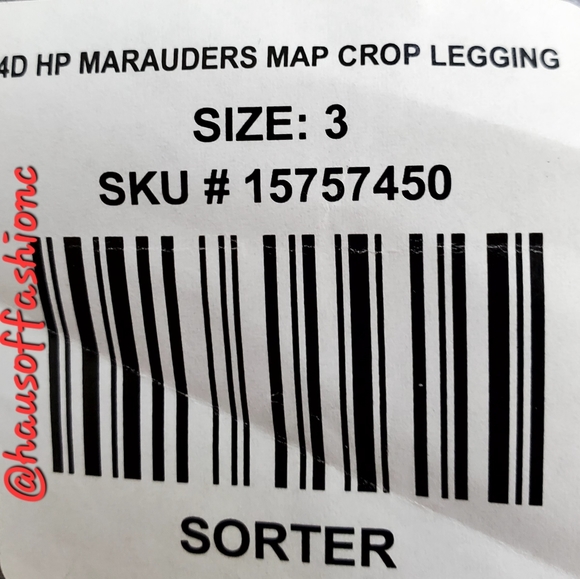 4D HP MARAUDERS MAP CROP LEGGING
SIZE: 3
SKU # 15757450
@hausoffashionc
SORTER